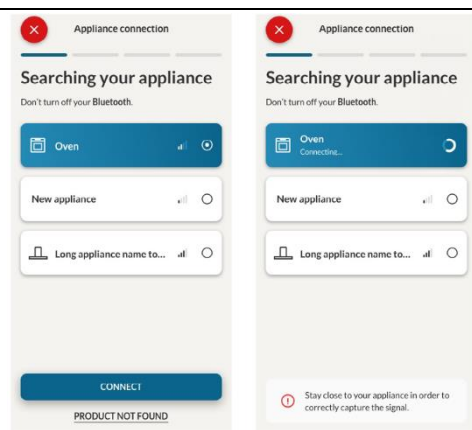 Appliance connection
Searching your appliance
Don't turn off your Bluetooth.
Oven
New appliance
Long appliance name to...
CONNECT
PRODUCT NOT FOUND
Appliance connection
Searching your appliance
Don't turn off your Bluetooth.
Oven
Connecting...
New appliance
Long appliance name to...
Stay close to your appliance in order to
correctly capture the signal.